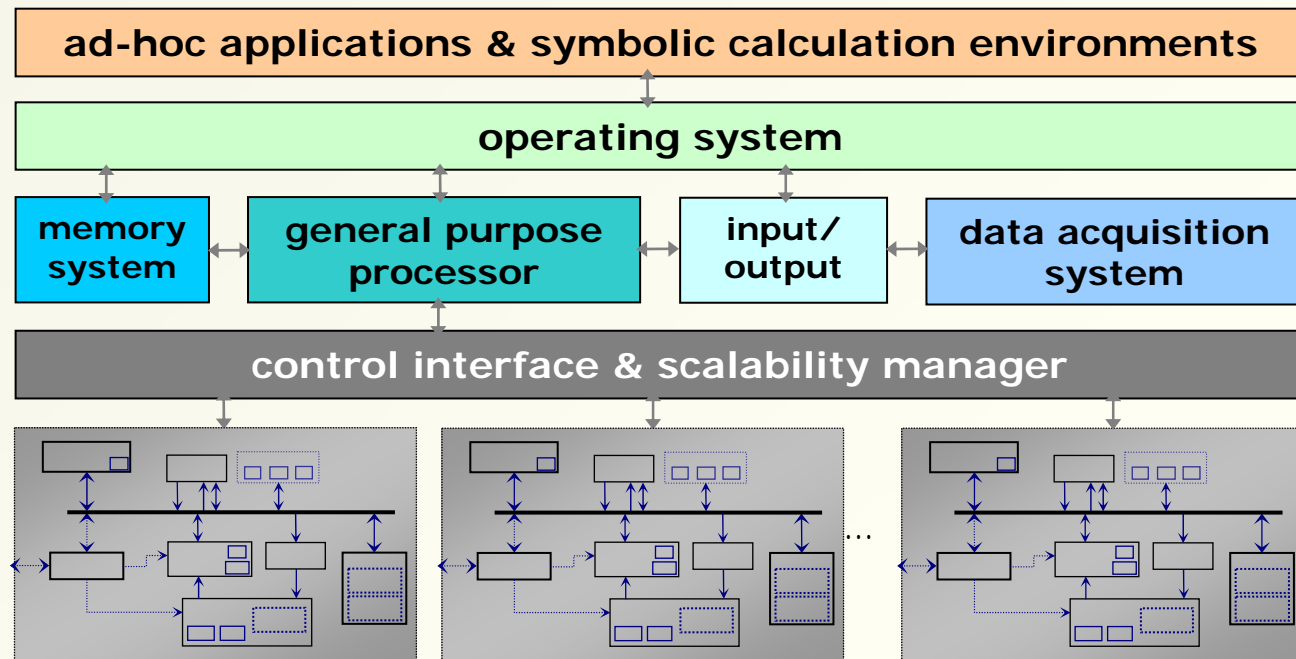 ad-hoc applications & symbolic calculation environments
operating system
memory
system
general purpose
processor
input/
output
data acquisition
system
control interface & scalability manager
...